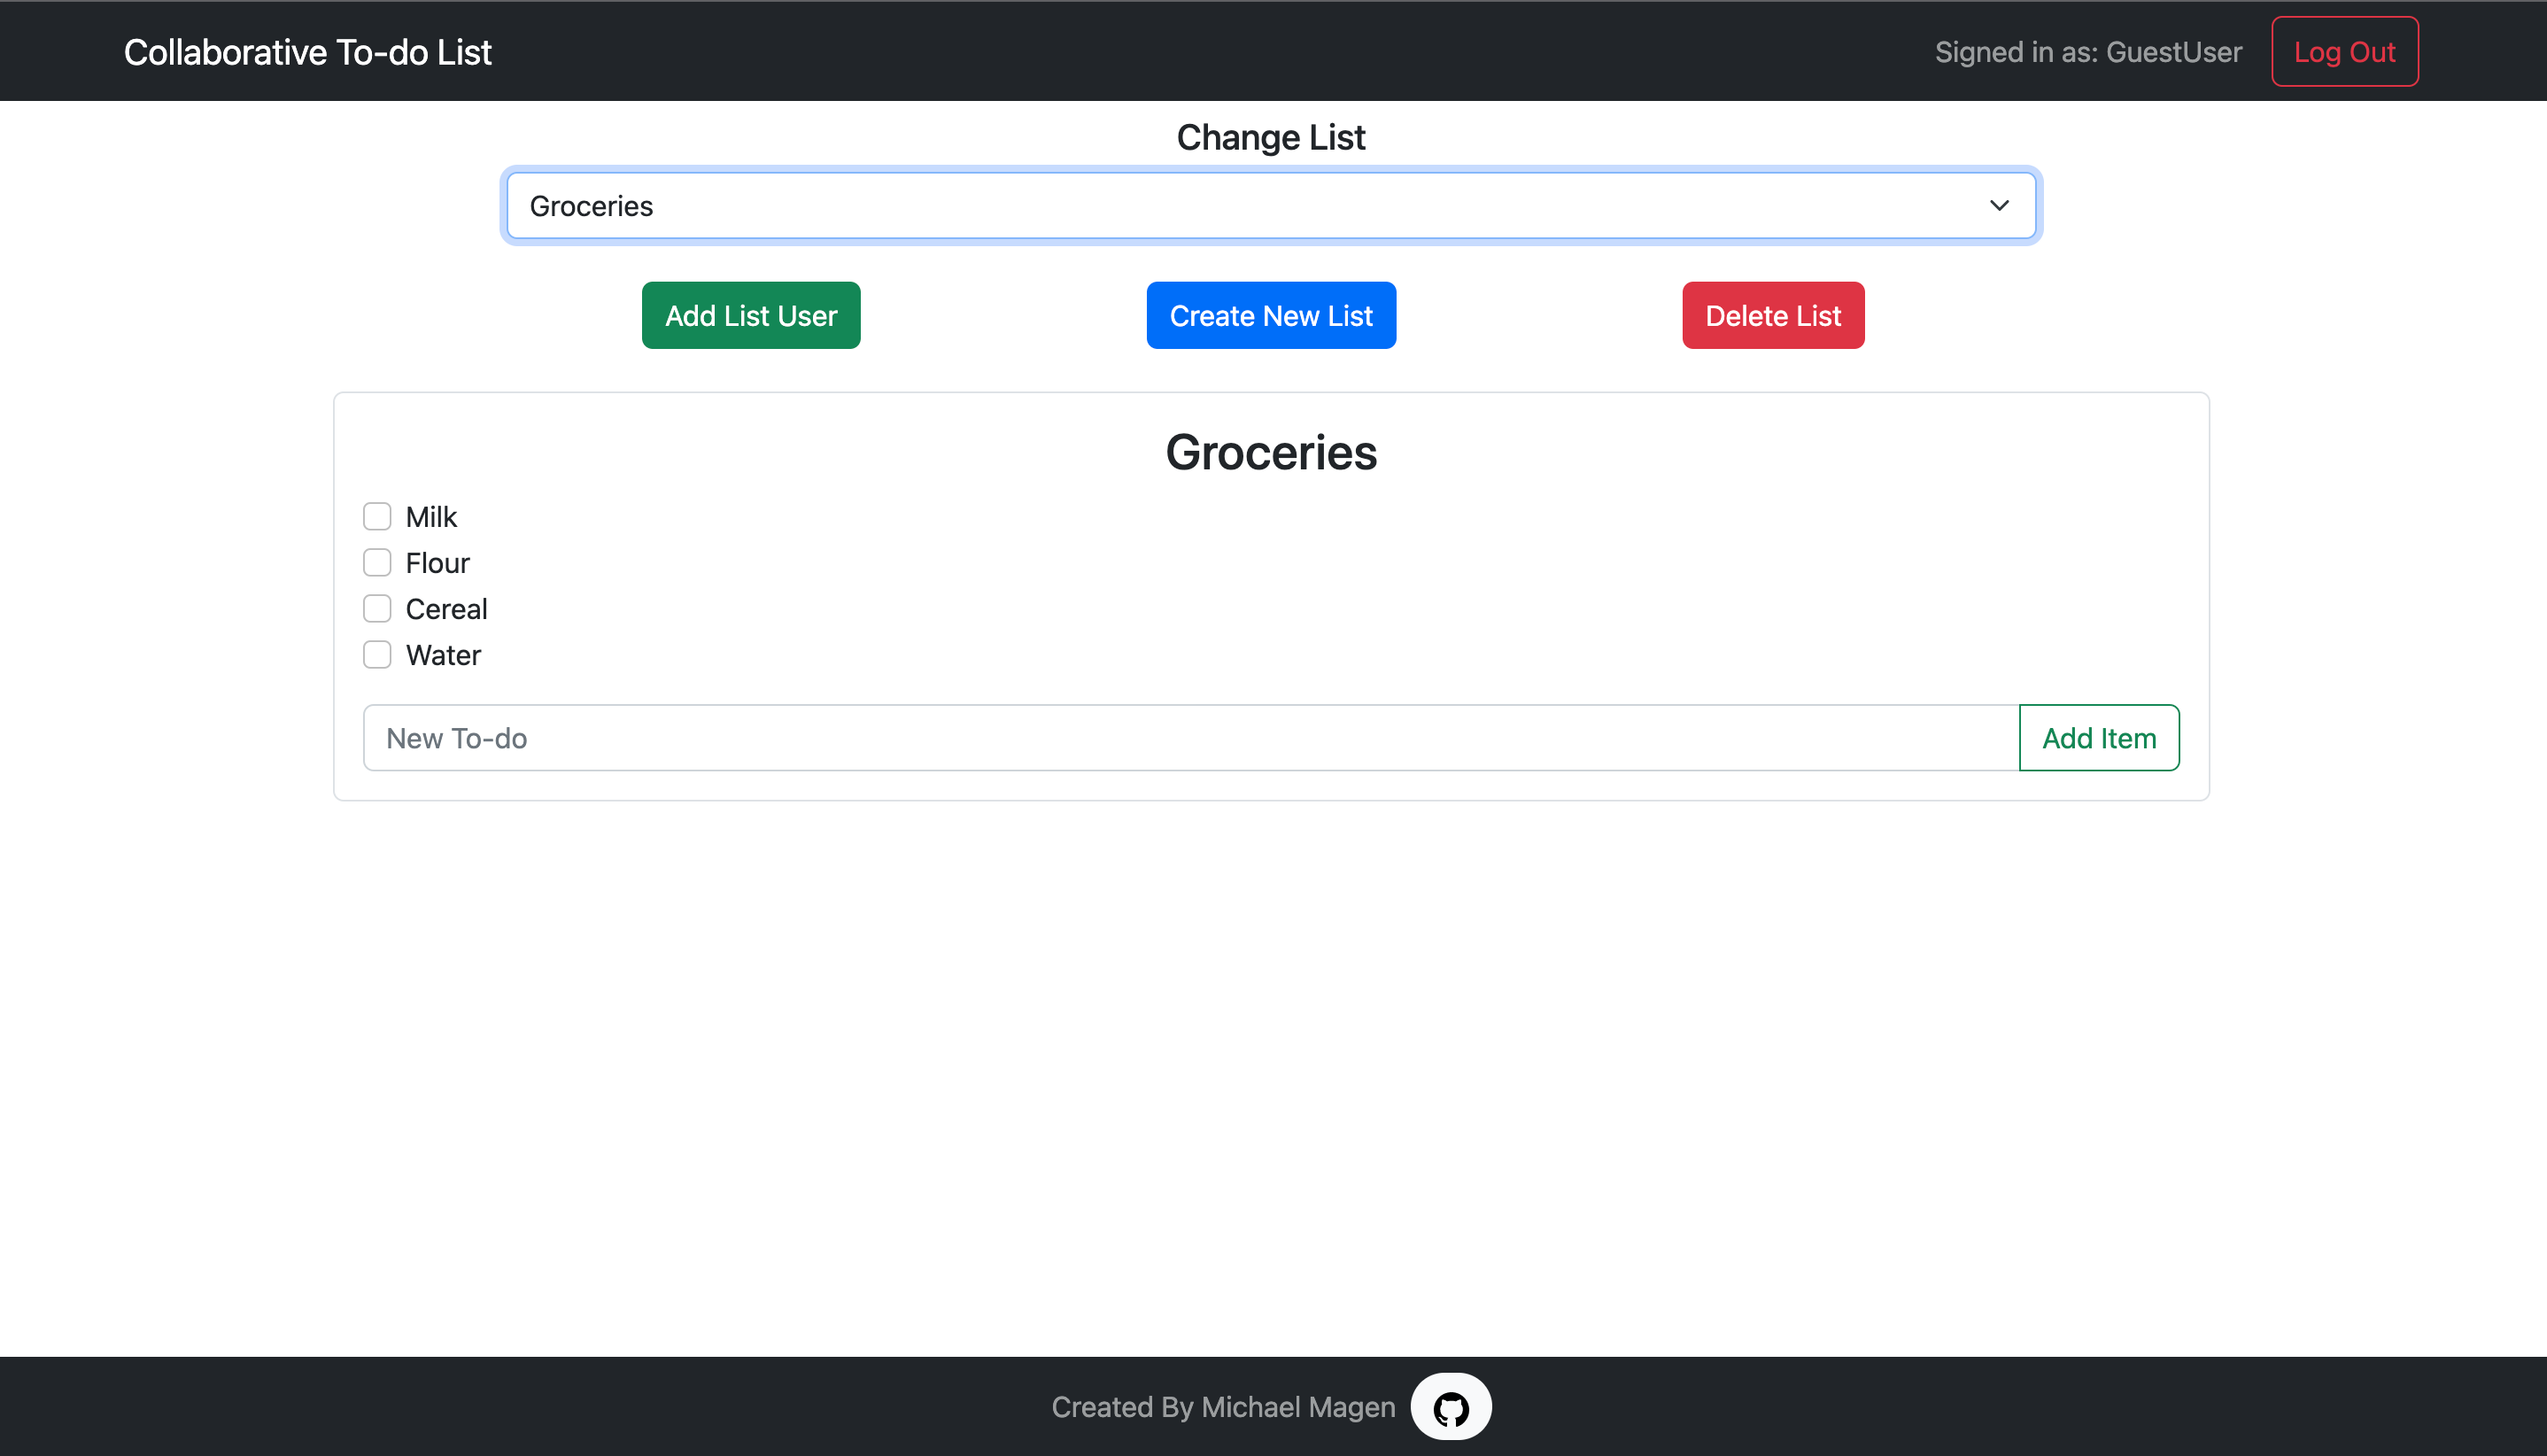 Collaborative To-do List
Signed in as: GuestUser
Log Out
Change List
Groceries
Add List User
Create New List
Delete List
Groceries
Milk
Flour
Cereal
Water
New To-do
Add Item
Created By Michael Magen